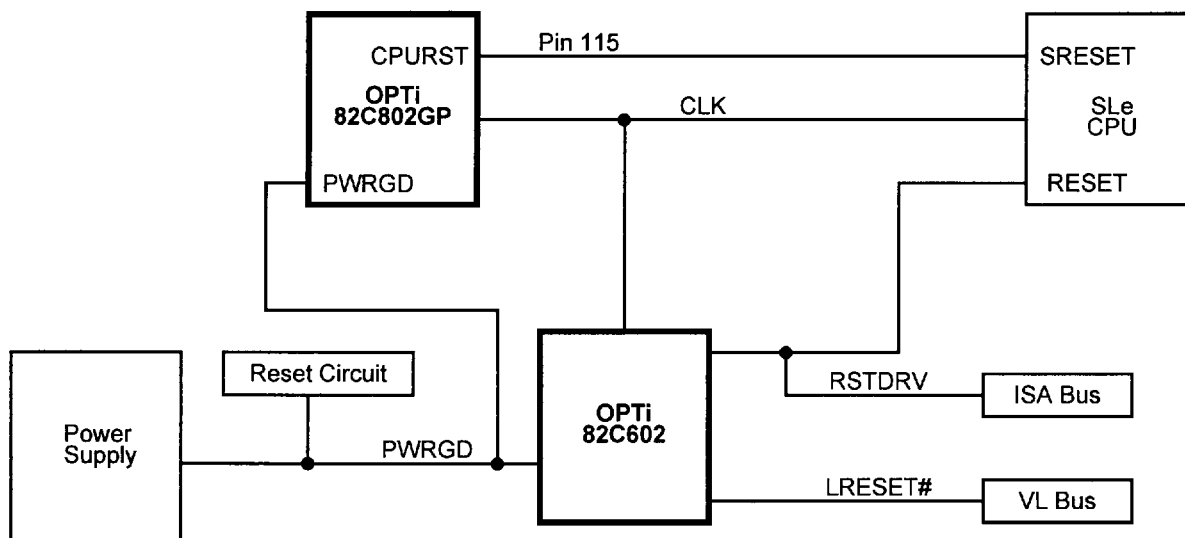 Pin 115
CPURST
SRESET
OPTi
82C802GP
CLK
SLe
CPU
PWRGD
RESET
Reset Circuit
RSTDRV
ISA Bus
OPTi
82C602
Power
Supply
PWRGD
LRESET#
VL Bus